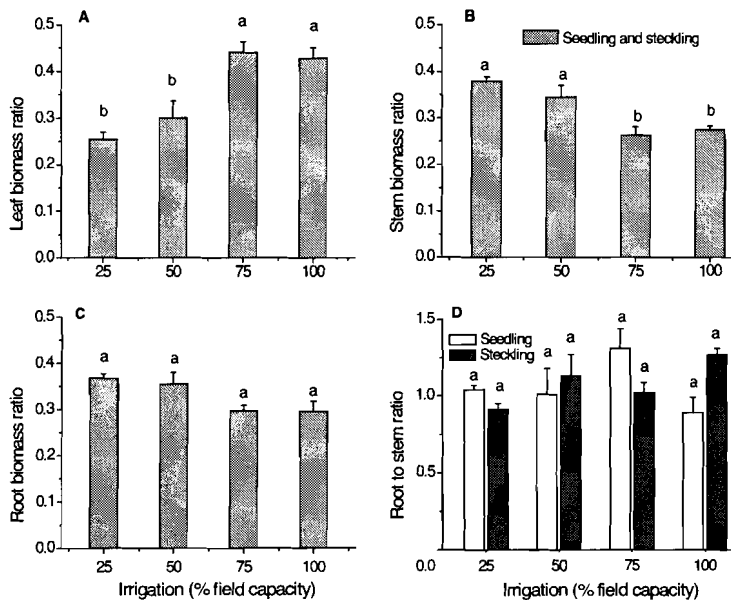 A
Leaf biomass ratio
0.5
0.4
0.3
0.2
0.1
0.0
b
b
a
a
25
50
75
100
B
Seedling and steckling
Stem biomass ratio
0.5
0.4
0.3
0.2
0.1
0.0
a
a
b
b
25
50
75
100
C
Root biomass ratio
0.5
0.4
0.3
0.2
0.1
0.0
a
a
a
a
25
50
75
100
Irrigation (% field capacity)
D
Seedling
Steckling
Root to stem ratio
1.5
1.0
0.5
0.0
a
a
a
a
a
a
a
a
25
50
75
100
Irrigation (% field capacity)